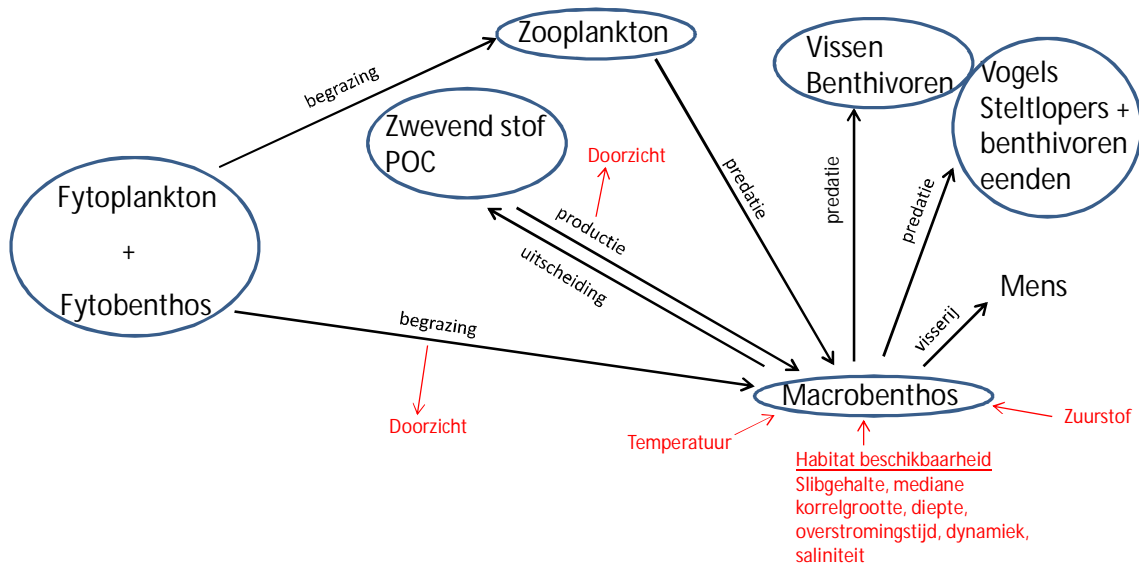 Zooplankton
Vissen
Benthivoren
Vogels
Steltlopers +
benthivoren
eenden
begrazing
Zwevend stof
POC
Doorzicht
predatie
predatie
predatie
Fytoplankton
+
Fytobenthos
productie
uitscheiding
Mens
begrazing
visserij
Macrobenthos
Doorzicht
Temperatuur
Zuurstof
Habitat beschikbaarheid
Slibgehalte, mediane
korrelgrootte, diepte,
overstromingstijd, dynamiek,
saliniteit